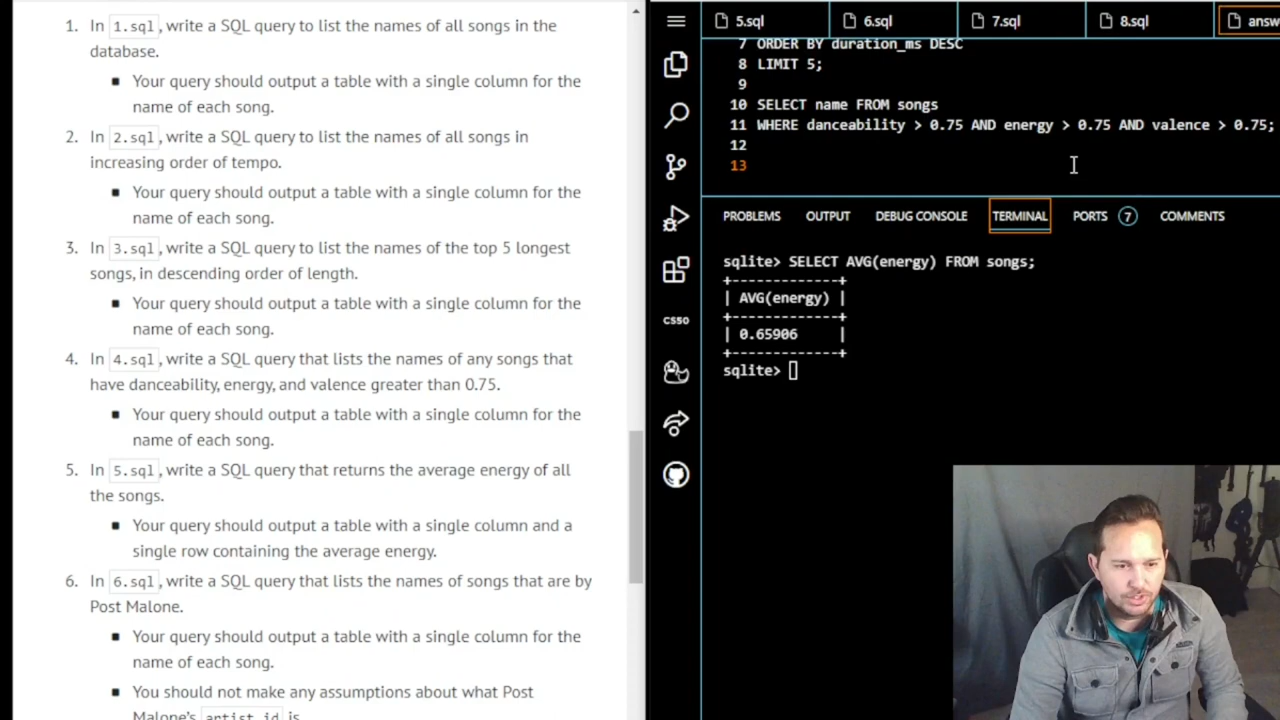 1. In 1.sql, write a SQL query to list the names of all songs in the
database.
■ Your query should output a table with a single column for the
name of each song.
2. In 2.sql, write a SQL query to list the names of all songs in
increasing order of tempo.
■ Your query should output a table with a single column for the
name of each song.
3. In 3.sql, write a SQL query to list the names of the top 5 longest
songs, in descending order of length.
■ Your query should output a table with a single column for the
name of each song.
4. In 4.sql, write a SQL query that lists the names of any songs that
have danceability, energy, and valence greater than 0.75.
■ Your query should output a table with a single column for the
name of each song.
5. In 5.sql, write a SQL query that returns the average energy of all
the songs.
■ Your query should output a table with a single column and a
single row containing the average energy.
6. In 6.sql, write a SQL query that lists the names of songs that are by
Post Malone.
■ Your query should output a table with a single column for the
name of each song.
■ You should not make any assumptions about what Post
Malone's artist_id is.
5.sql 6.sql 7.sql 8.sql answ
7 ORDER BY duration_ms DESC
8 LIMIT 5;
9
10 SELECT name FROM songs
11 WHERE danceability > 0.75 AND energy > 0.75 AND valence > 0.75;
12
13
PROBLEMS OUTPUT DEBUG CONSOLE TERMINAL PORTS 7 COMMENTS
sqlite> SELECT AVG(energy) FROM songs;
+-------------+
| AVG(energy) |
+-------------+
| 0.65906 |
+-------------+
sqlite>
CS50